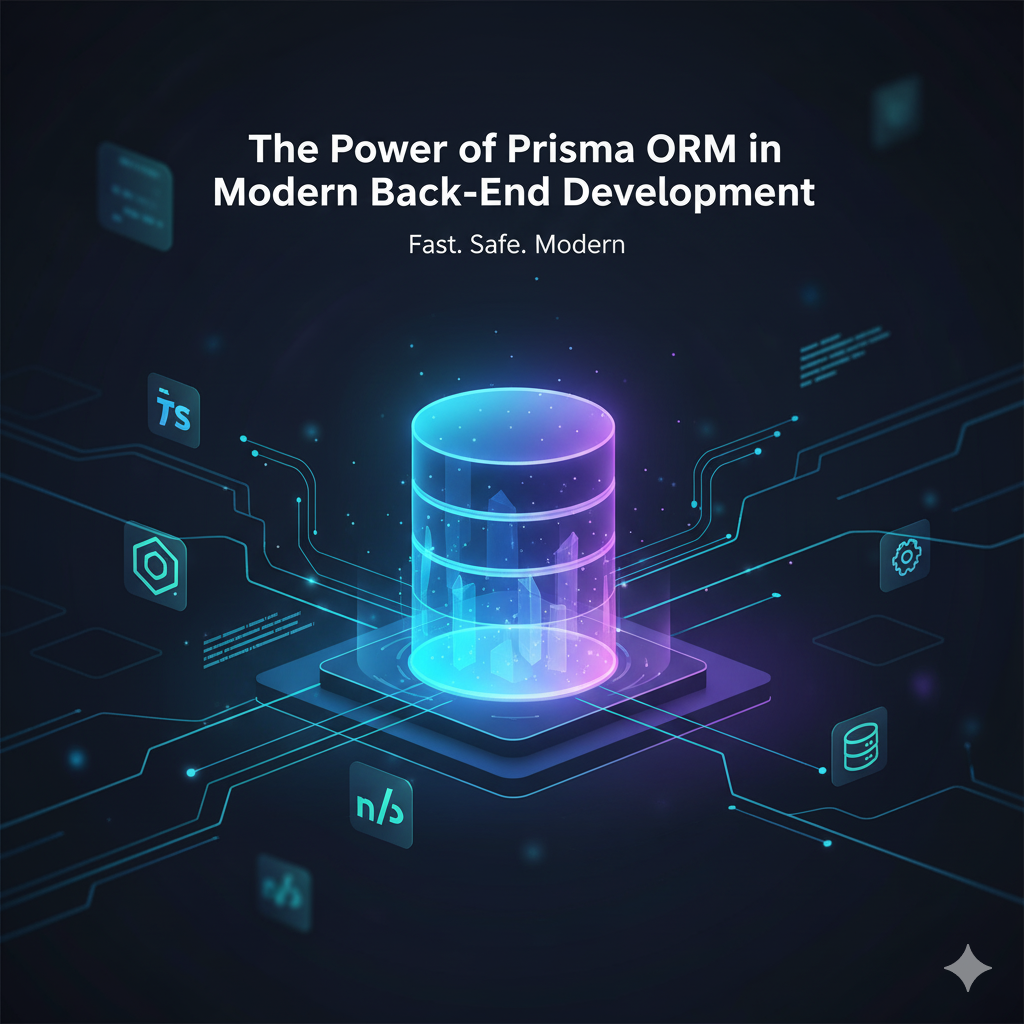 The Power of Prisma ORM in
Modern Back-End Development
Fast. Safe. Modern
TS
n/